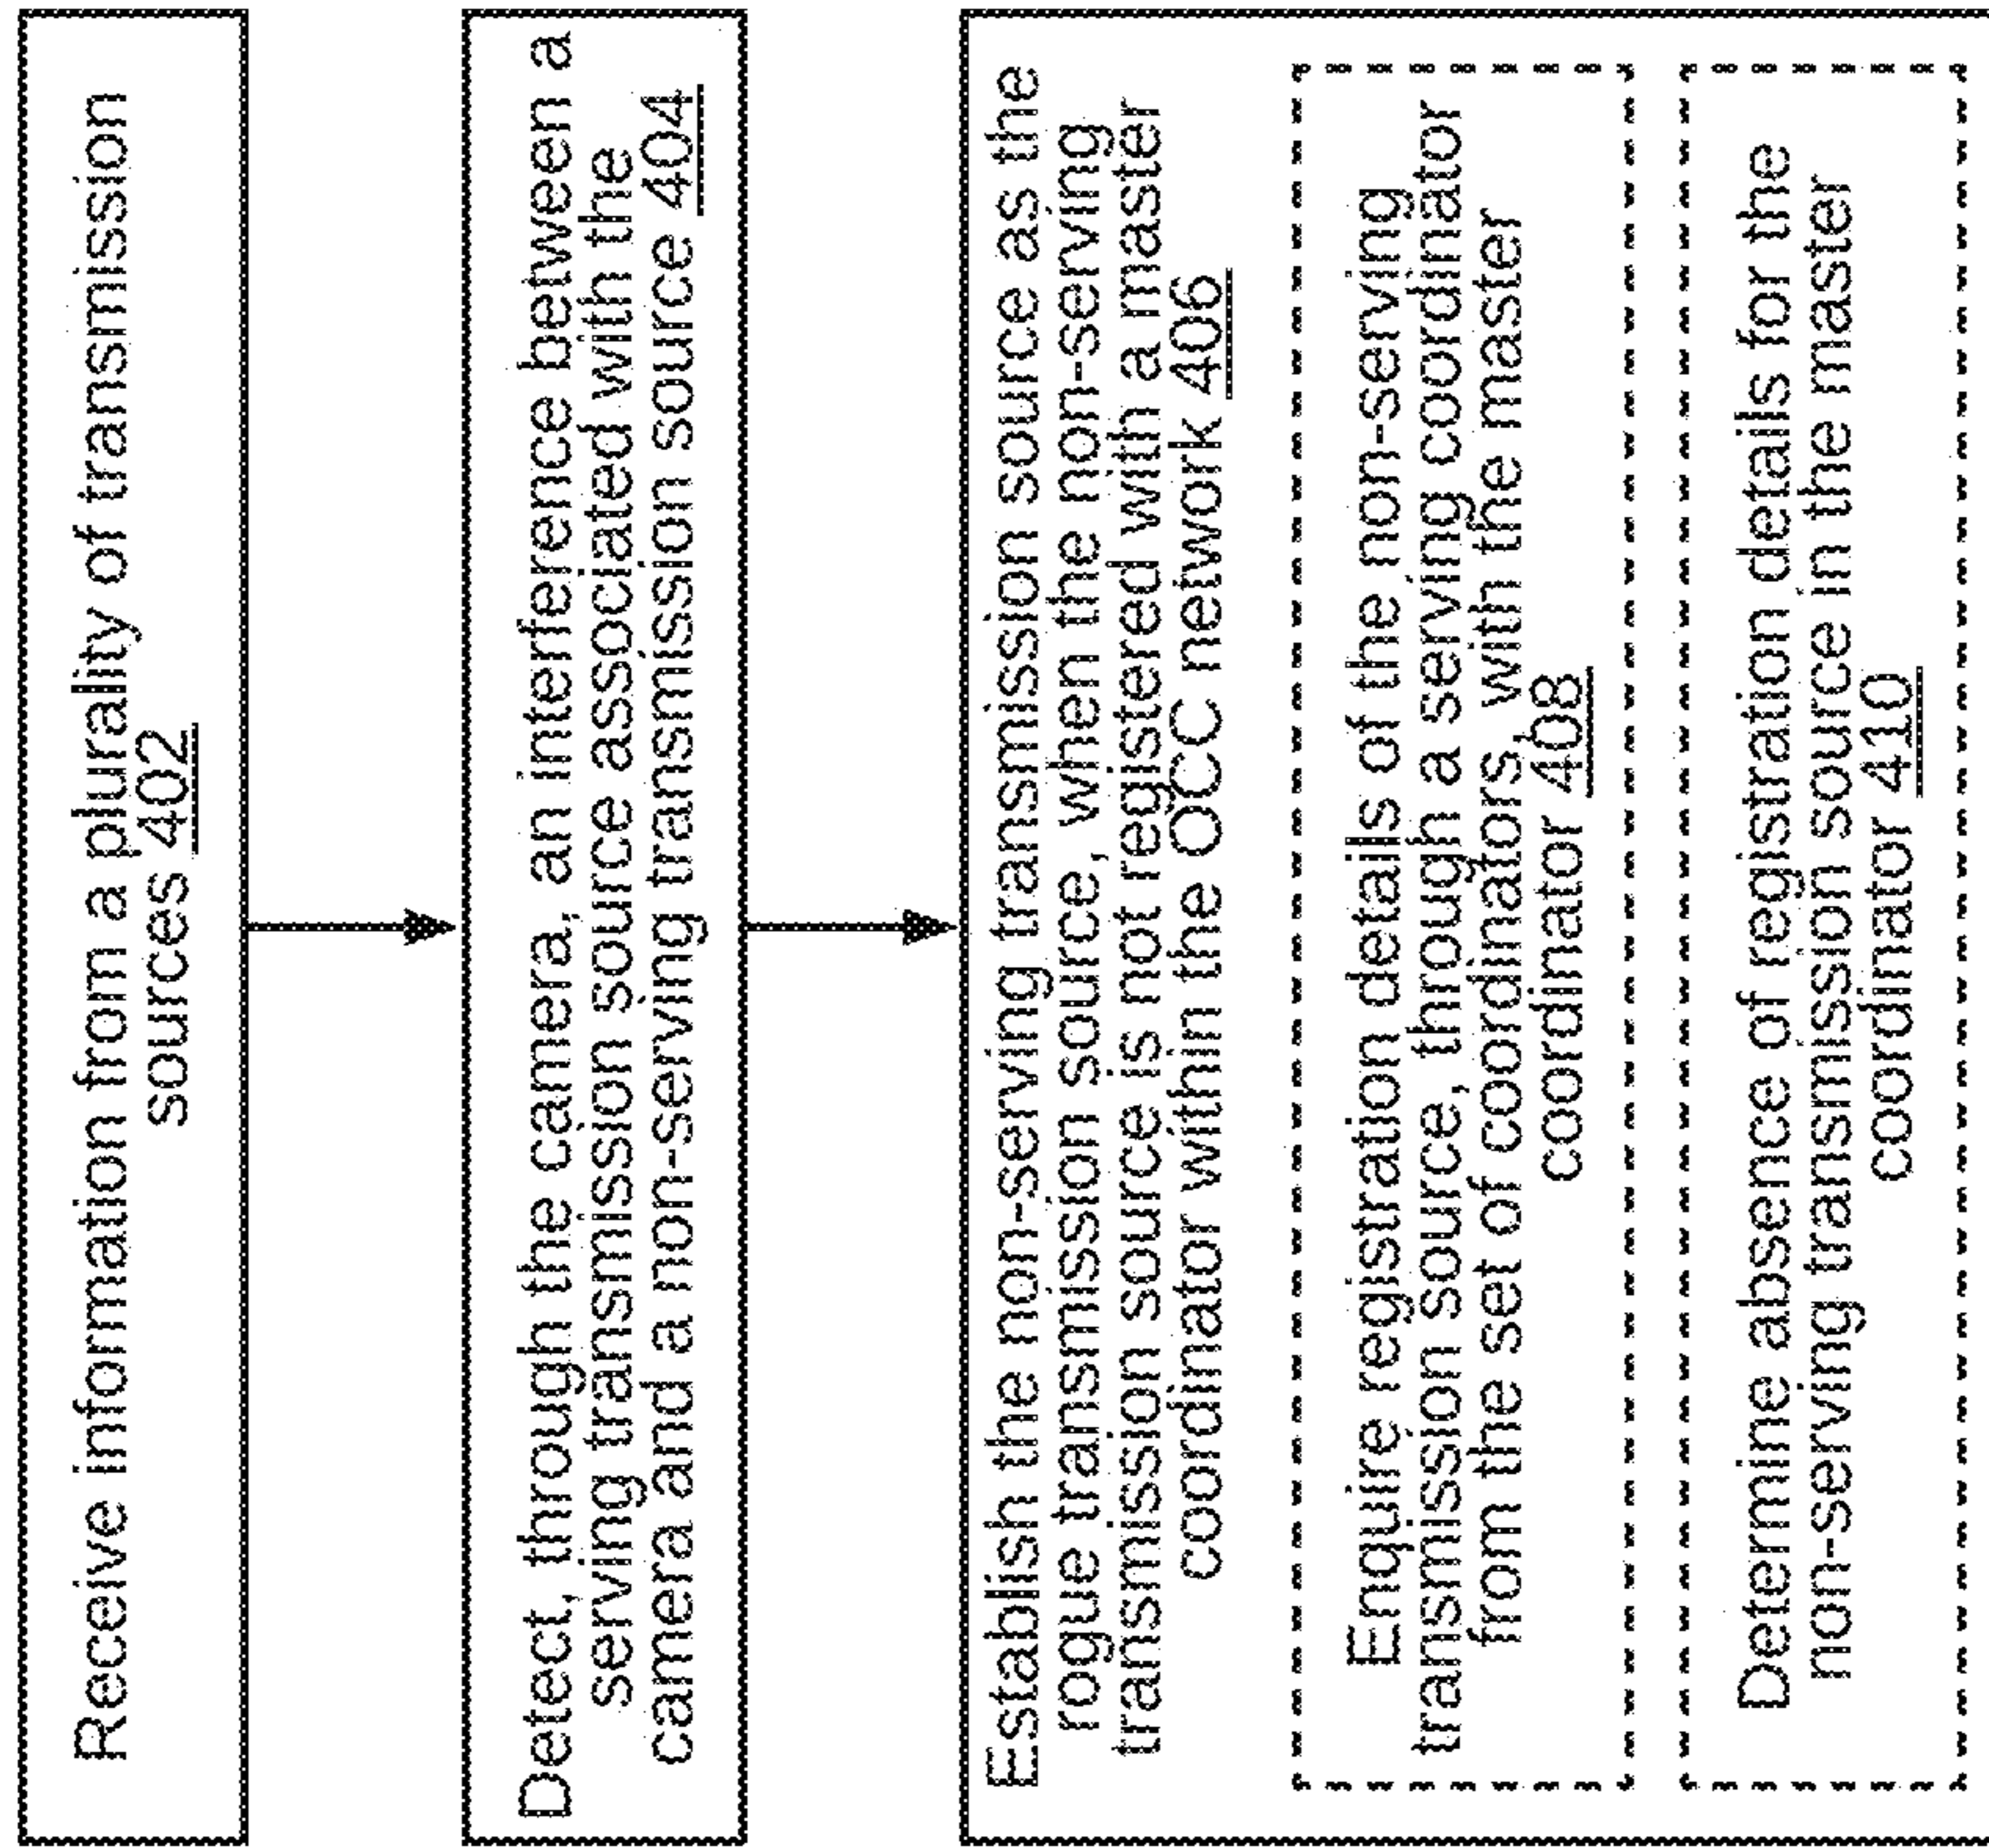 Receive information from a plurality of transmission
sources 402
Detect, through the camera, an interference between a
serving transmission source associated with the
camera and a non-serving transmission source 404
Establish the non-serving transmission source as the
rogue transmission source, when the non-serving
transmission source is not registered with a master
coordinator within the OCC network 406
Enquire registration details of the non-serving
transmission source, through a serving coordinator
from the set of coordinators, with the master
coordinator 408
Determine absence of registration details for the
non-serving transmission source in the master
coordinator 410